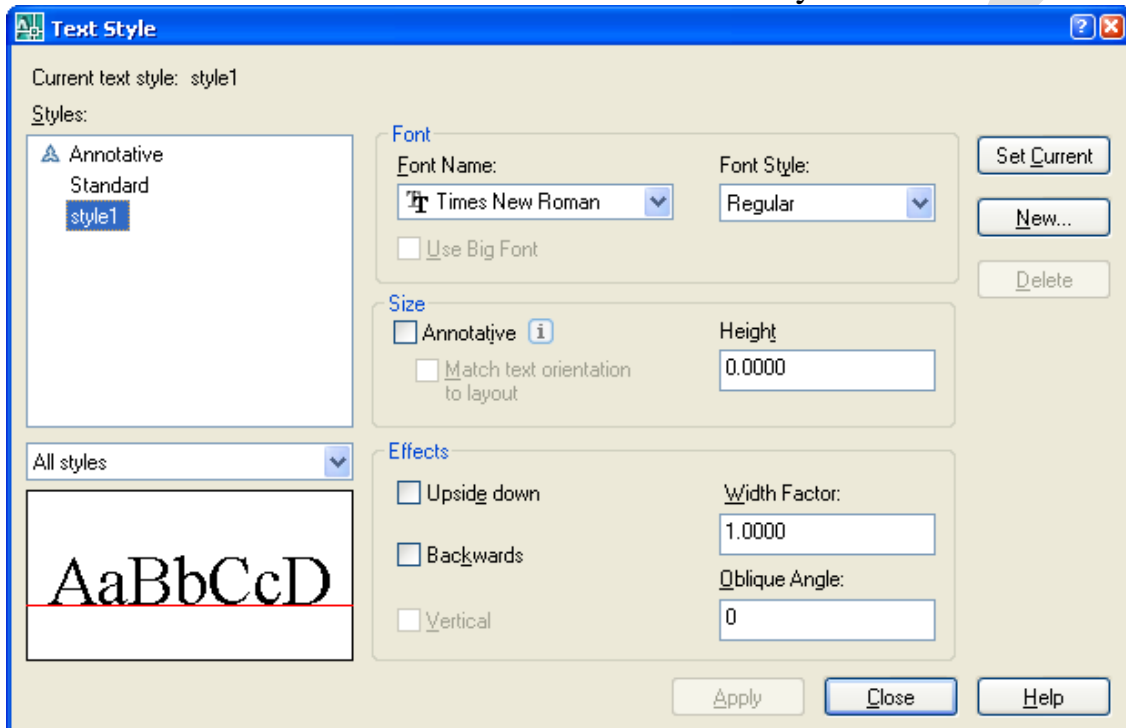 Text Style
Current text style: style1
Styles:
Annotative
Standard
style1
All styles
AaBbCcD
Font
Font Name:
Times New Roman
Font Style:
Regular
Use Big Font
Size
Annotative
Match text orientation
to layout
Height
0.0000
Effects
Upside down
Backwards
Vertical
Width Factor:
1.0000
Oblique Angle:
0
Set Current
New...
Delete
Apply
Close
Help